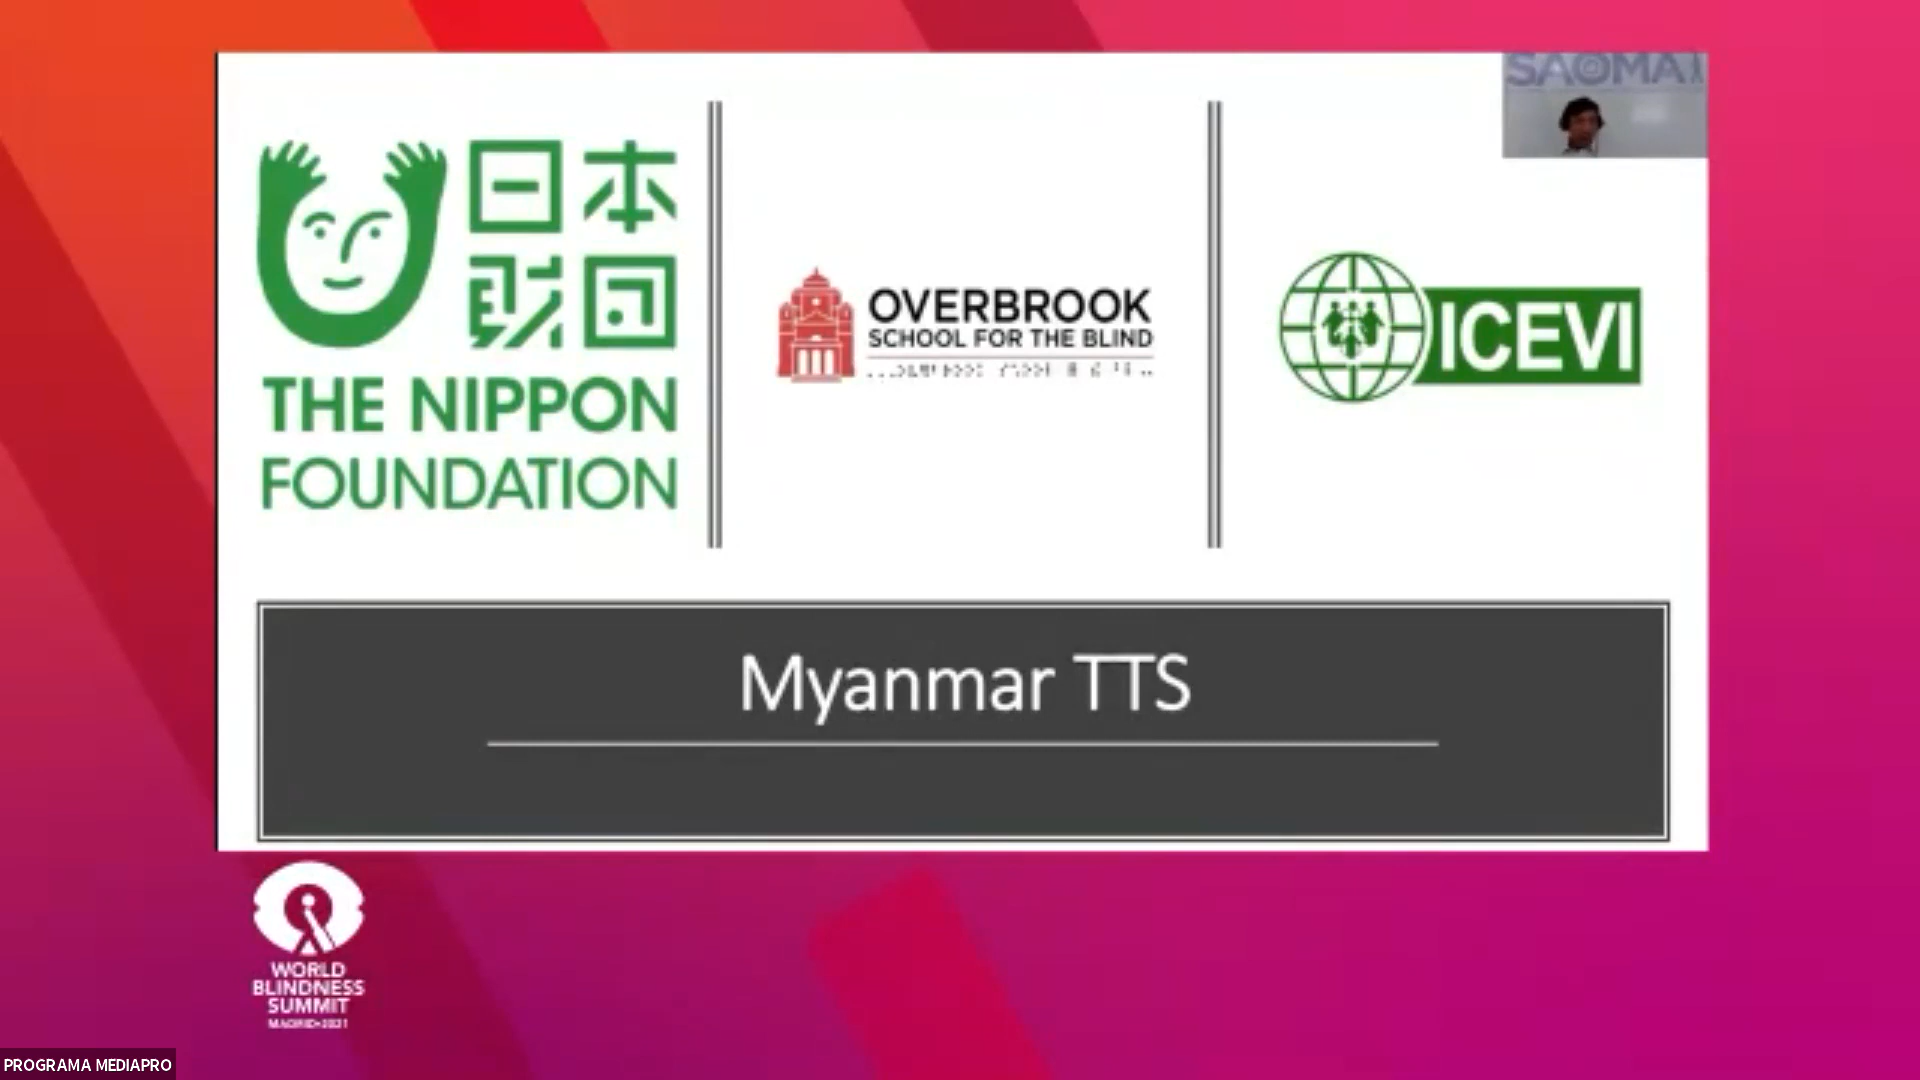 SAOMAI
日本
財団
THE NIPPON
FOUNDATION
OVERBROOK
SCHOOL FOR THE BLIND
ICEVI
Myanmar TTS
WORLD
BLINDNESS
SUMMIT
MADRID•2021
PROGRAMA MEDIAPRO